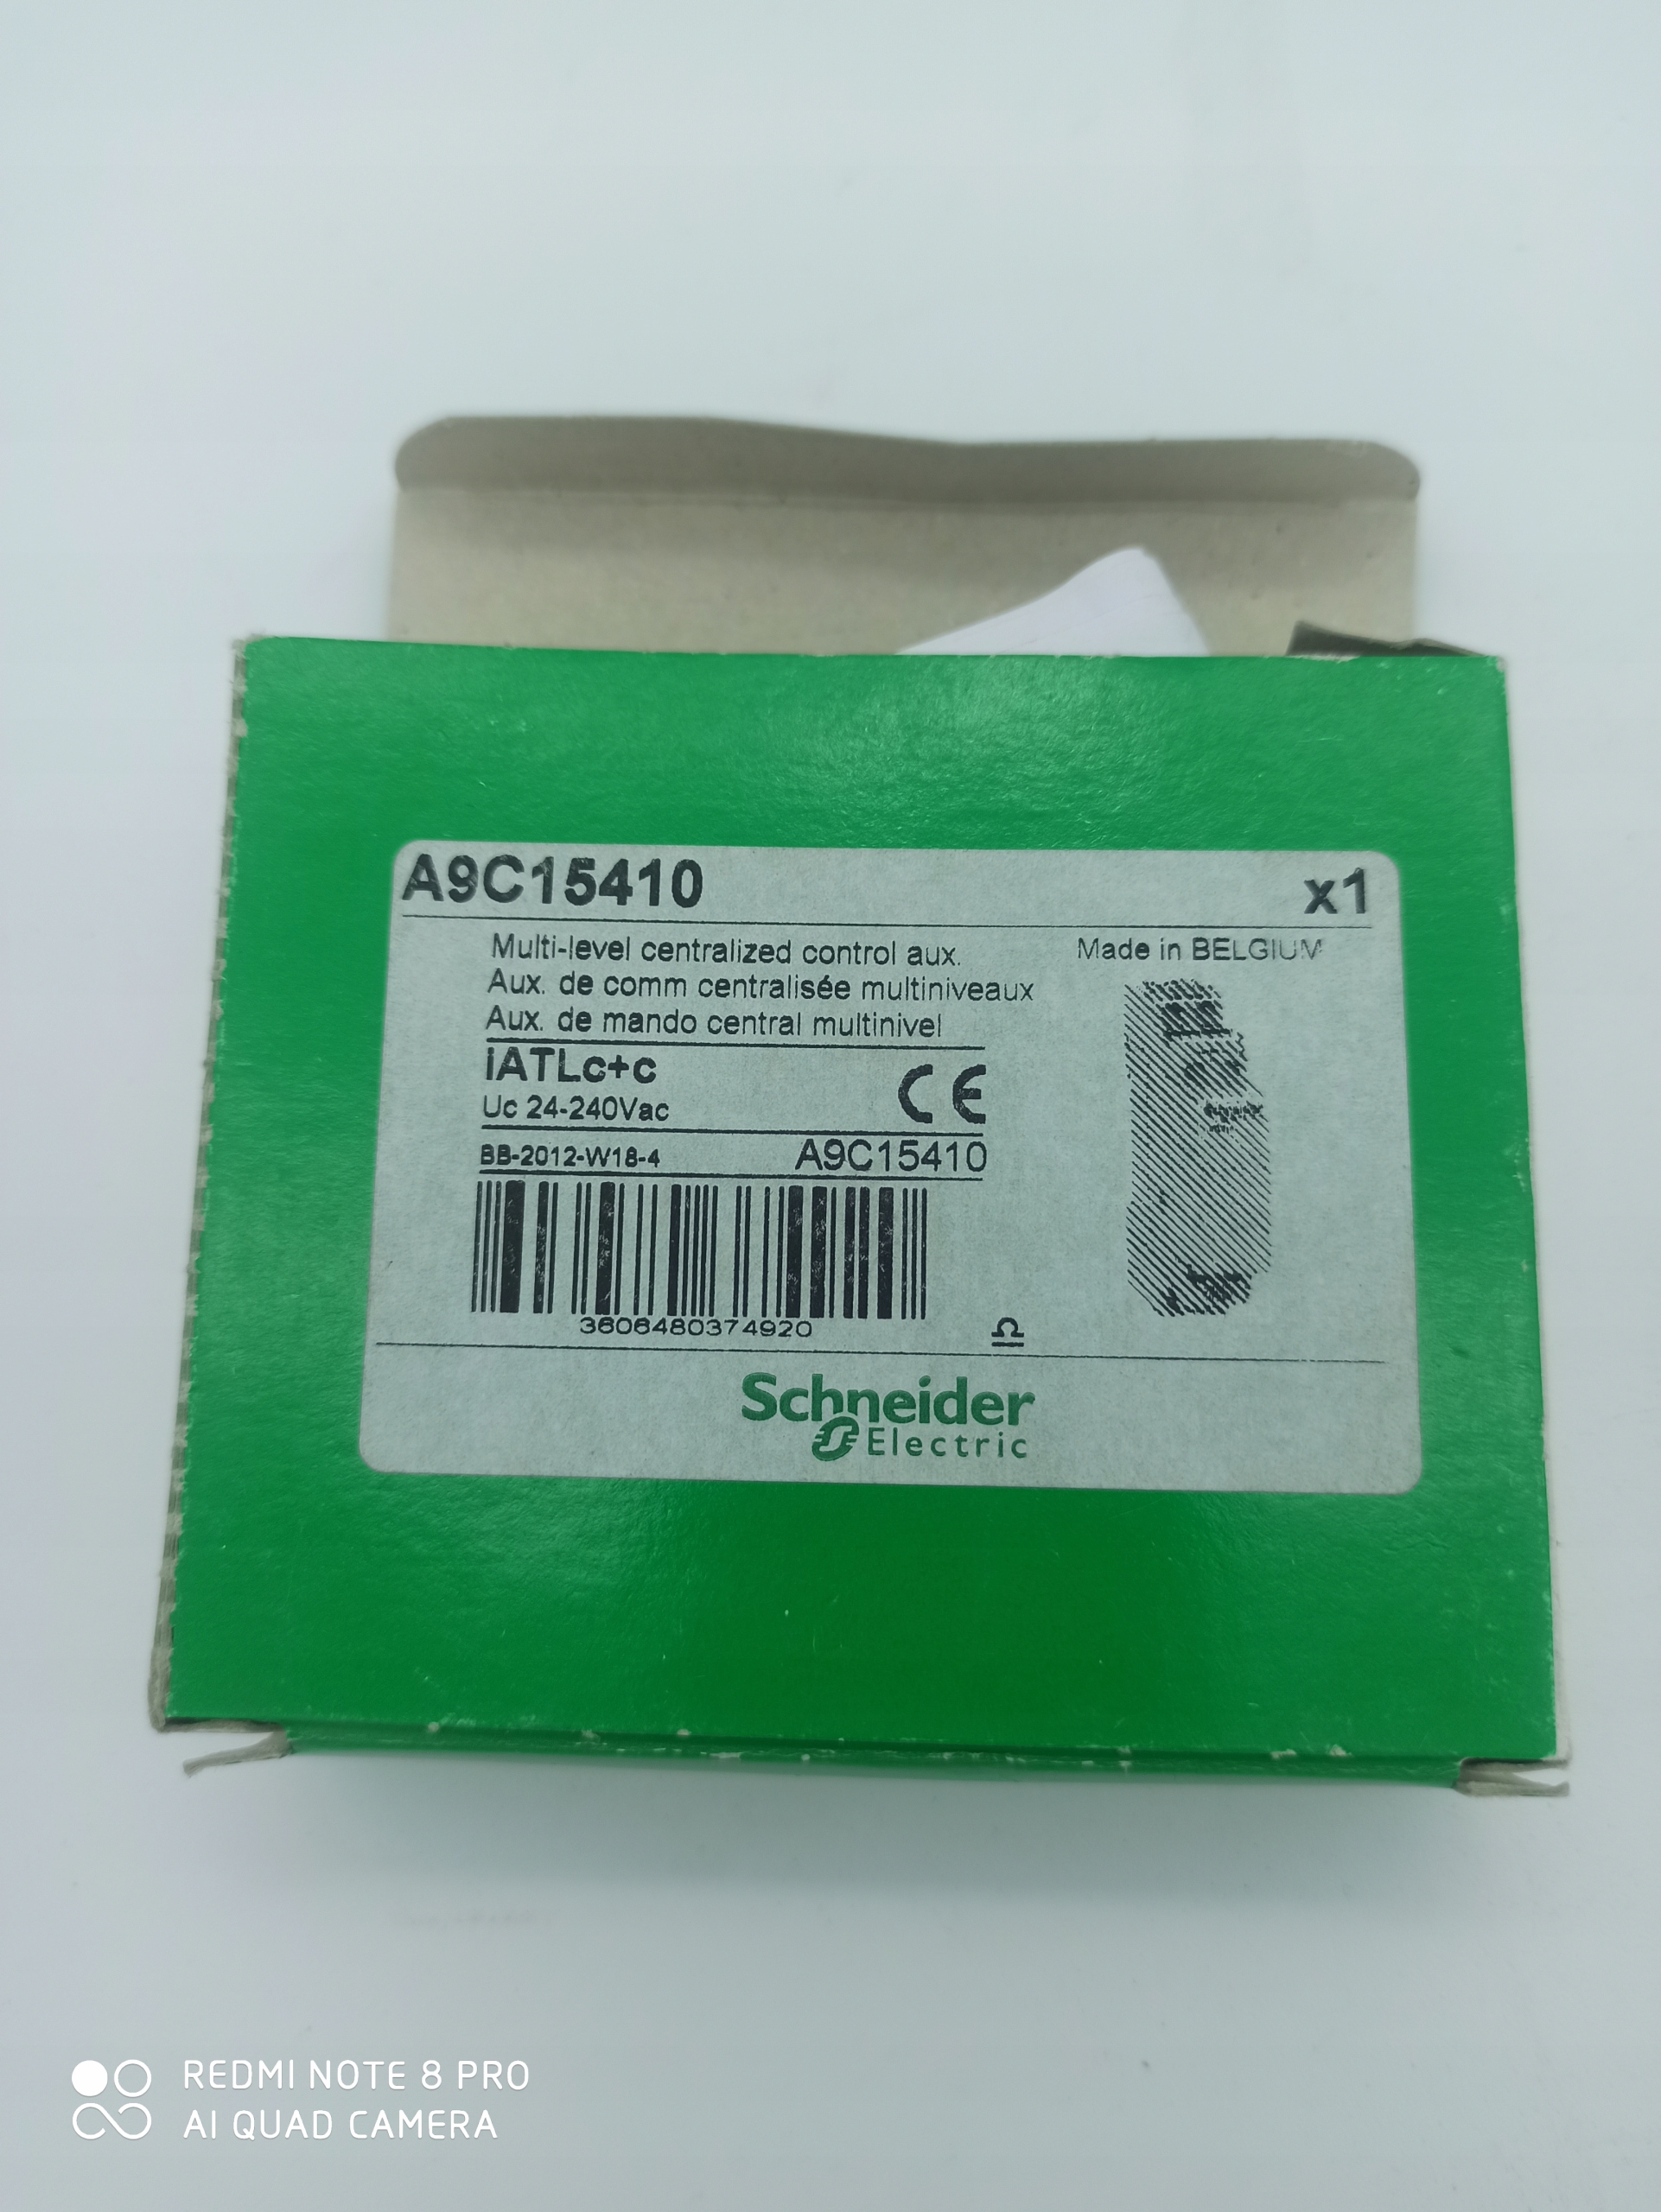 A9C15410 x1
Multi-level centralized control aux. Made in BELGIUM
Aux. de comm centralisée multiniveaux
Aux. de mando central multinivel
iATLc+c
Uc 24-240Vac CE
BB-2012-W18-4 A9C15410
3606480374920
Schneider
Electric
REDMI NOTE 8 PRO
AI QUAD CAMERA